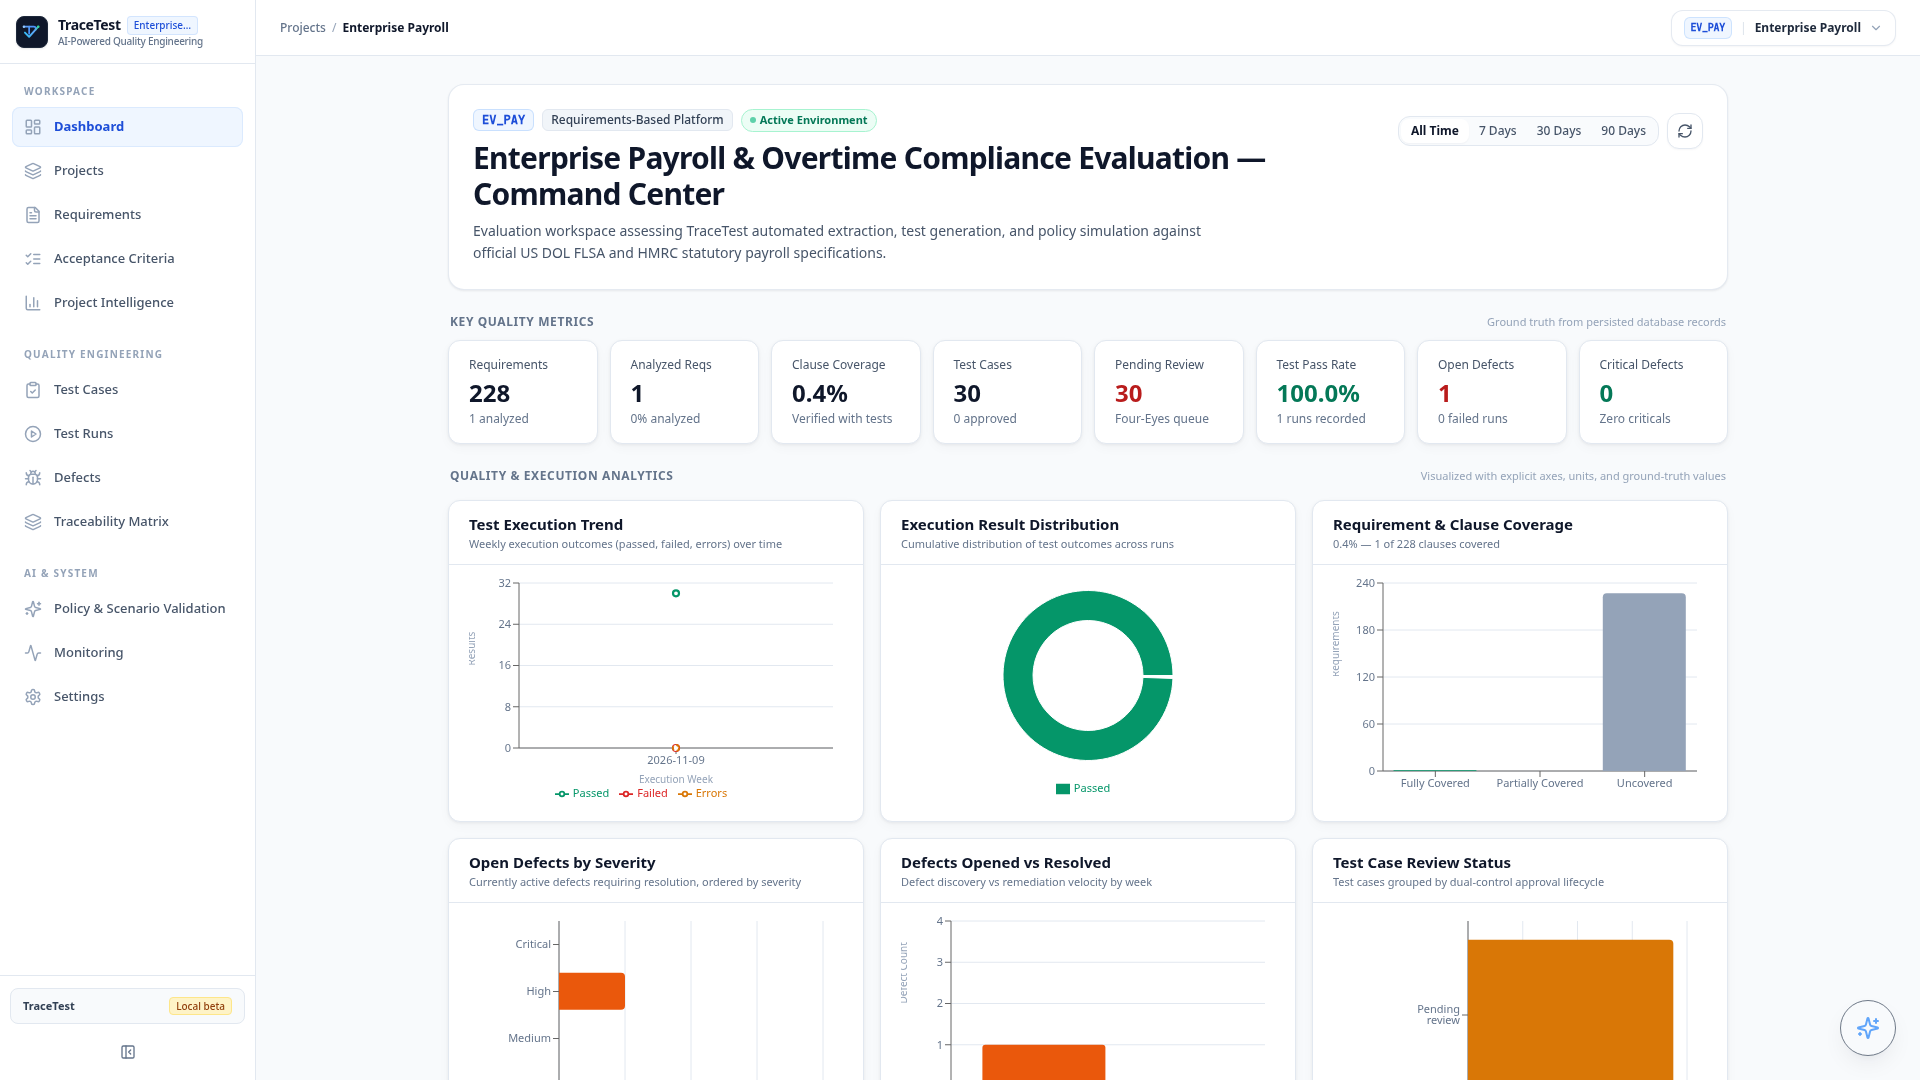 TraceTest
Enterprise...
AI-Powered Quality Engineering
WORKSPACE
Dashboard
Projects
Requirements
Acceptance Criteria
Project Intelligence
QUALITY ENGINEERING
Test Cases
Test Runs
Defects
Traceability Matrix
AI & SYSTEM
Policy & Scenario Validation
Monitoring
Settings
TraceTest
Local beta
Projects / Enterprise Payroll
EV_PAY
Enterprise Payroll
EV_PAY
Requirements-Based Platform
Active Environment
All Time
7 Days
30 Days
90 Days
Enterprise Payroll & Overtime Compliance Evaluation —
Command Center
Evaluation workspace assessing TraceTest automated extraction, test generation, and policy simulation against
official US DOL FLSA and HMRC statutory payroll specifications.
KEY QUALITY METRICS
Ground truth from persisted database records
Requirements
228
1 analyzed
Analyzed Reqs
1
0% analyzed
Clause Coverage
0.4%
Verified with tests
Test Cases
30
0 approved
Pending Review
30
Four-Eyes queue
Test Pass Rate
100.0%
1 runs recorded
Open Defects
1
0 failed runs
Critical Defects
0
Zero criticals
QUALITY & EXECUTION ANALYTICS
Visualized with explicit axes, units, and ground-truth values
Test Execution Trend
Weekly execution outcomes (passed, failed, errors) over time
Results
32
24
16
8
0
2026-11-09
Execution Week
Passed
Failed
Errors
Execution Result Distribution
Cumulative distribution of test outcomes across runs
Passed
Requirement & Clause Coverage
0.4% — 1 of 228 clauses covered
Requirements
240
180
120
60
0
Fully Covered
Partially Covered
Uncovered
Open Defects by Severity
Currently active defects requiring resolution, ordered by severity
Critical
High
Medium
Defects Opened vs Resolved
Defect discovery vs remediation velocity by week
Defect Count
4
3
2
1
Test Case Review Status
Test cases grouped by dual-control approval lifecycle
Pending
review